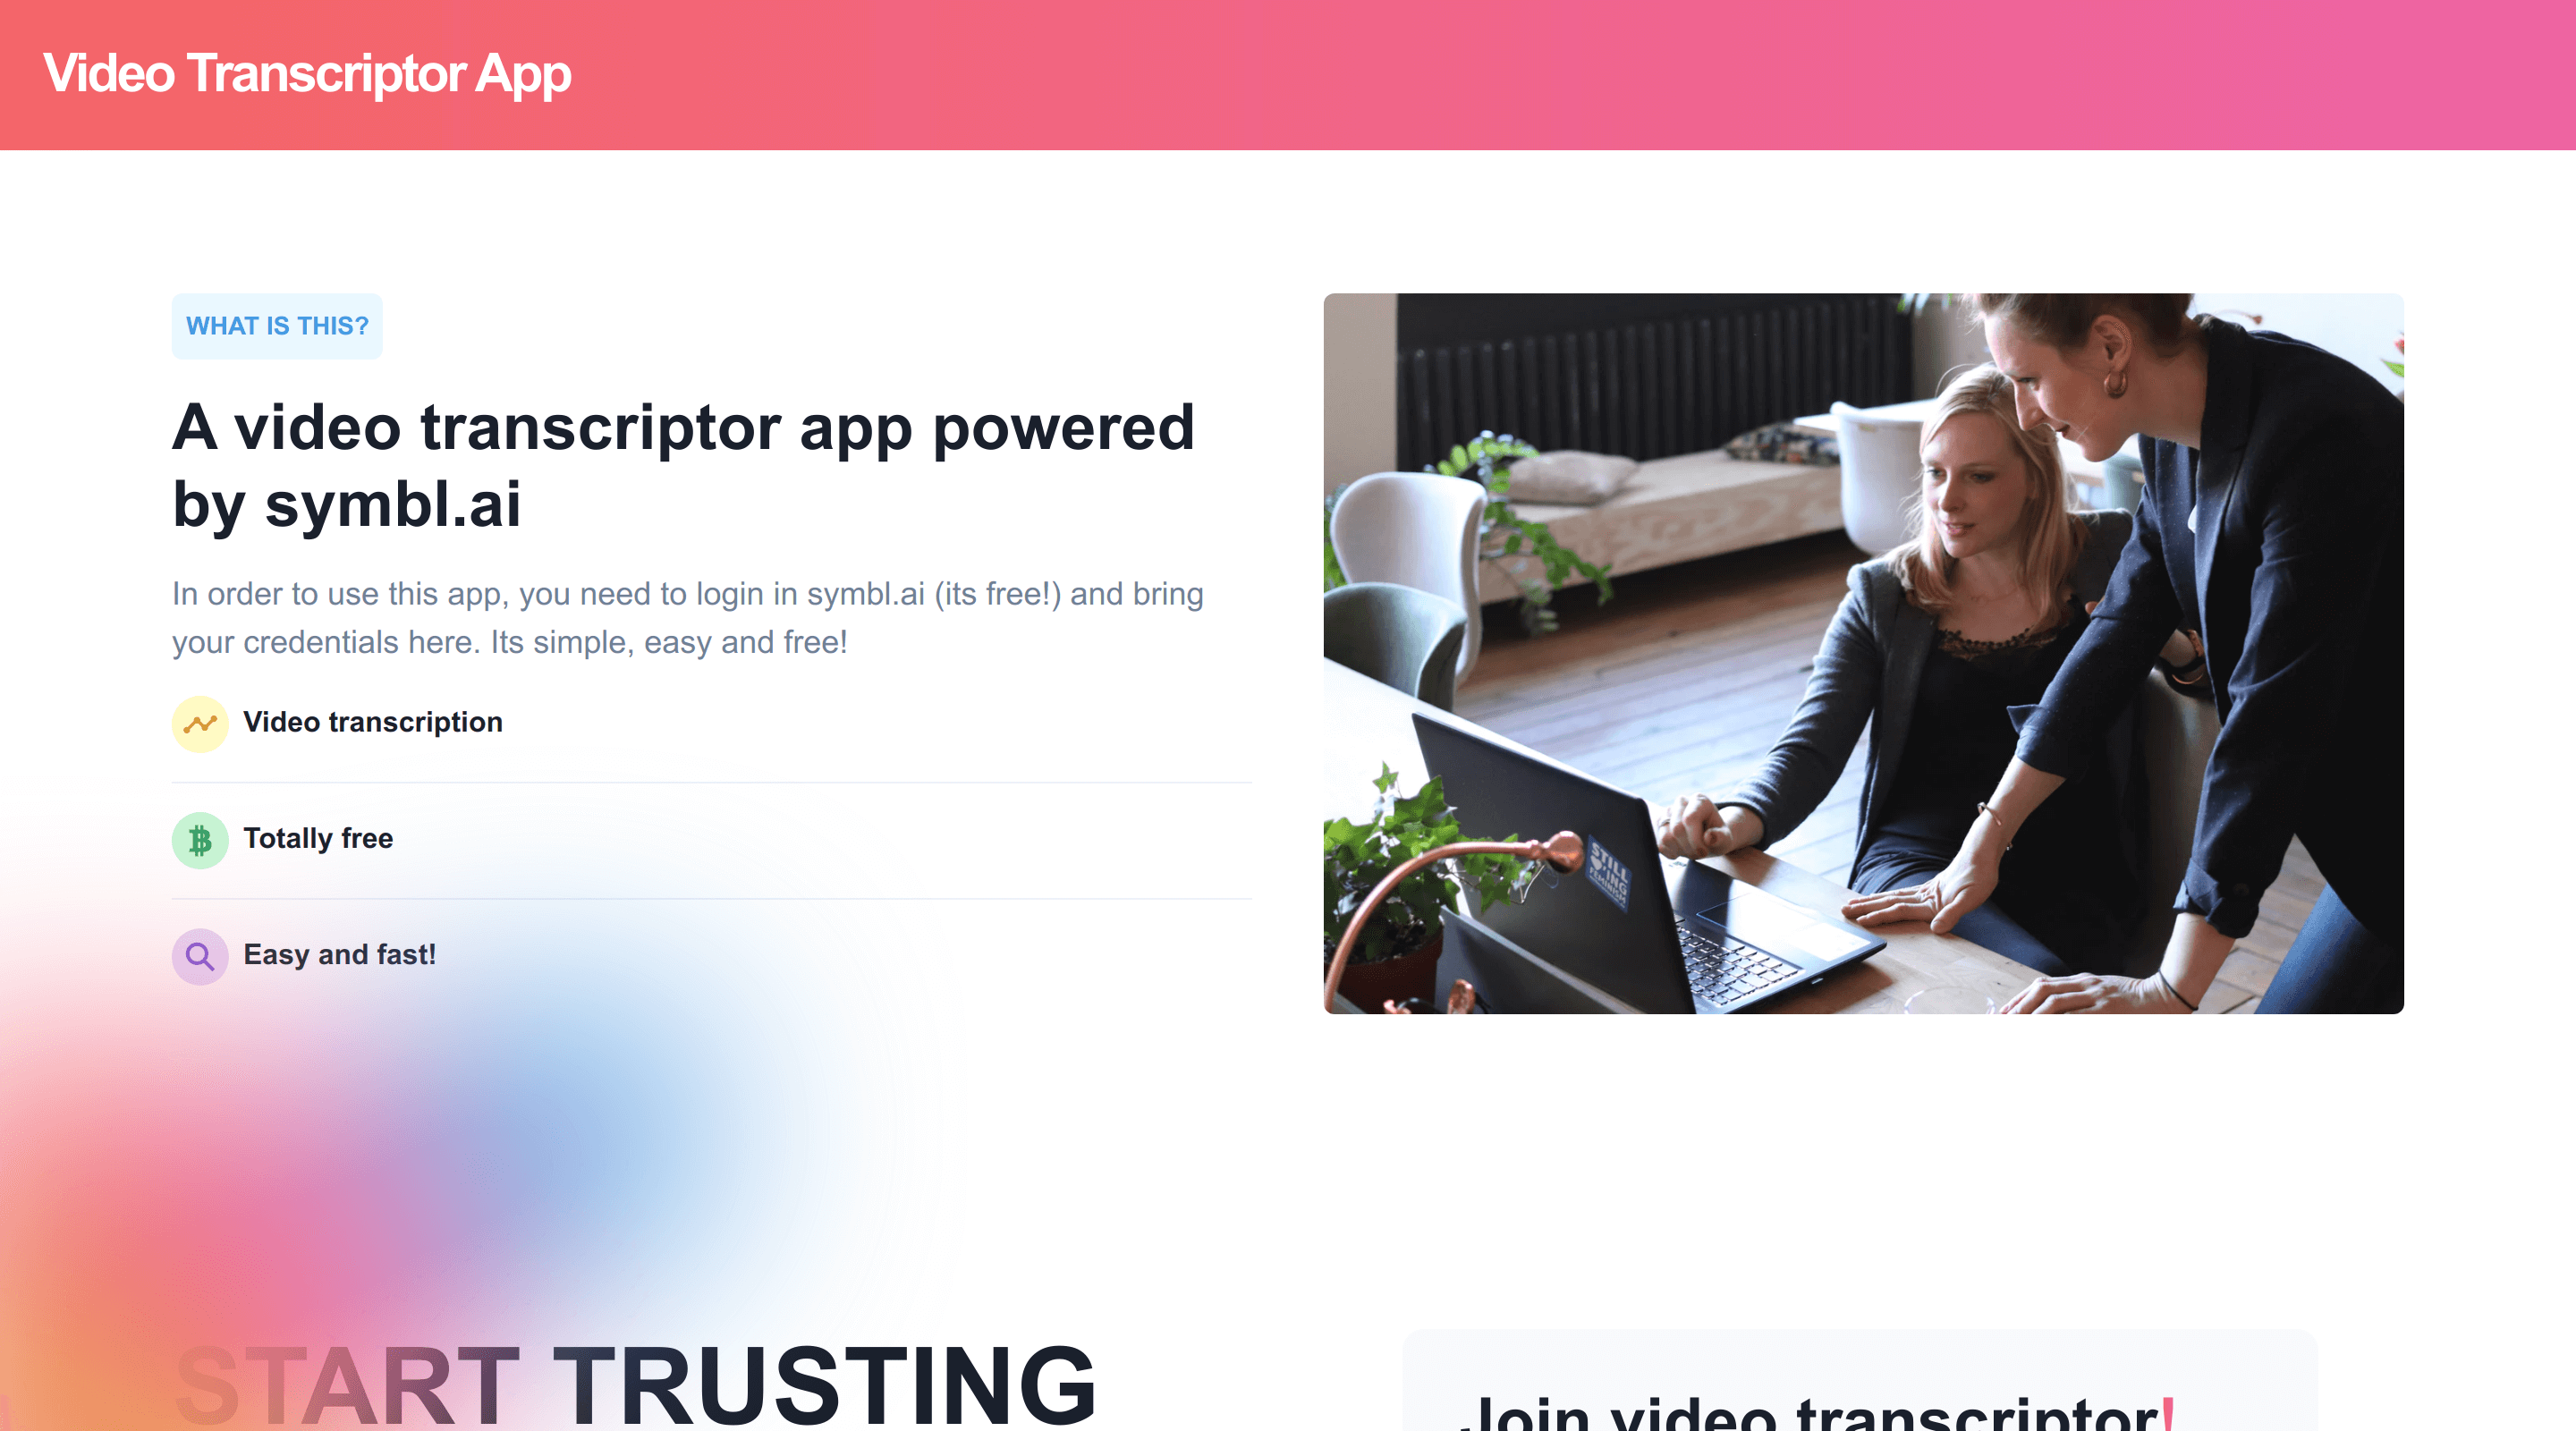 Video Transcriptor App
WHAT IS THIS?
A video transcriptor app powered
by symbl.ai
In order to use this app, you need to login in symbl.ai (its free!) and bring
your credentials here. Its simple, easy and free!
Video transcription
Totally free
Easy and fast!
STILL
FEMINISM
START TRUSTING
Join video transcriptor!